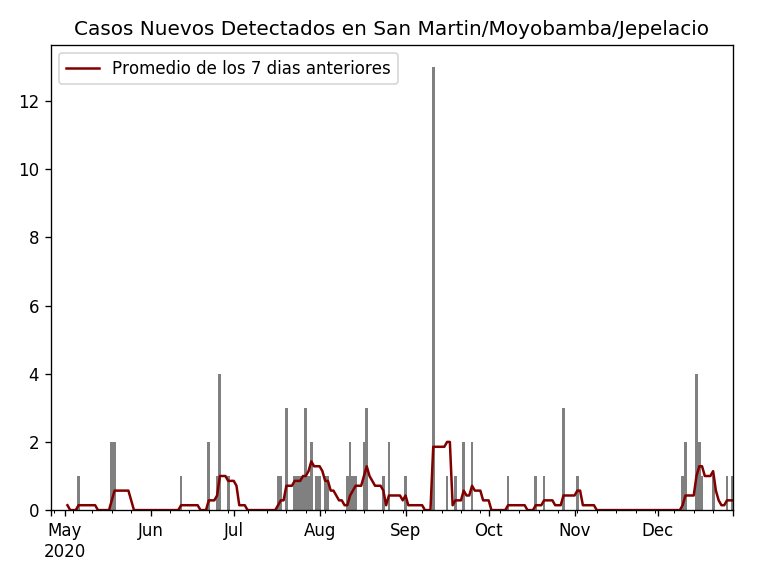 Casos Nuevos Detectados en San Martin/Moyobamba/Jepelacio
Promedio de los 7 dias anteriores
12
10
8
6
4
2
0
May Jun Jul Aug Sep Oct Nov Dec
2020